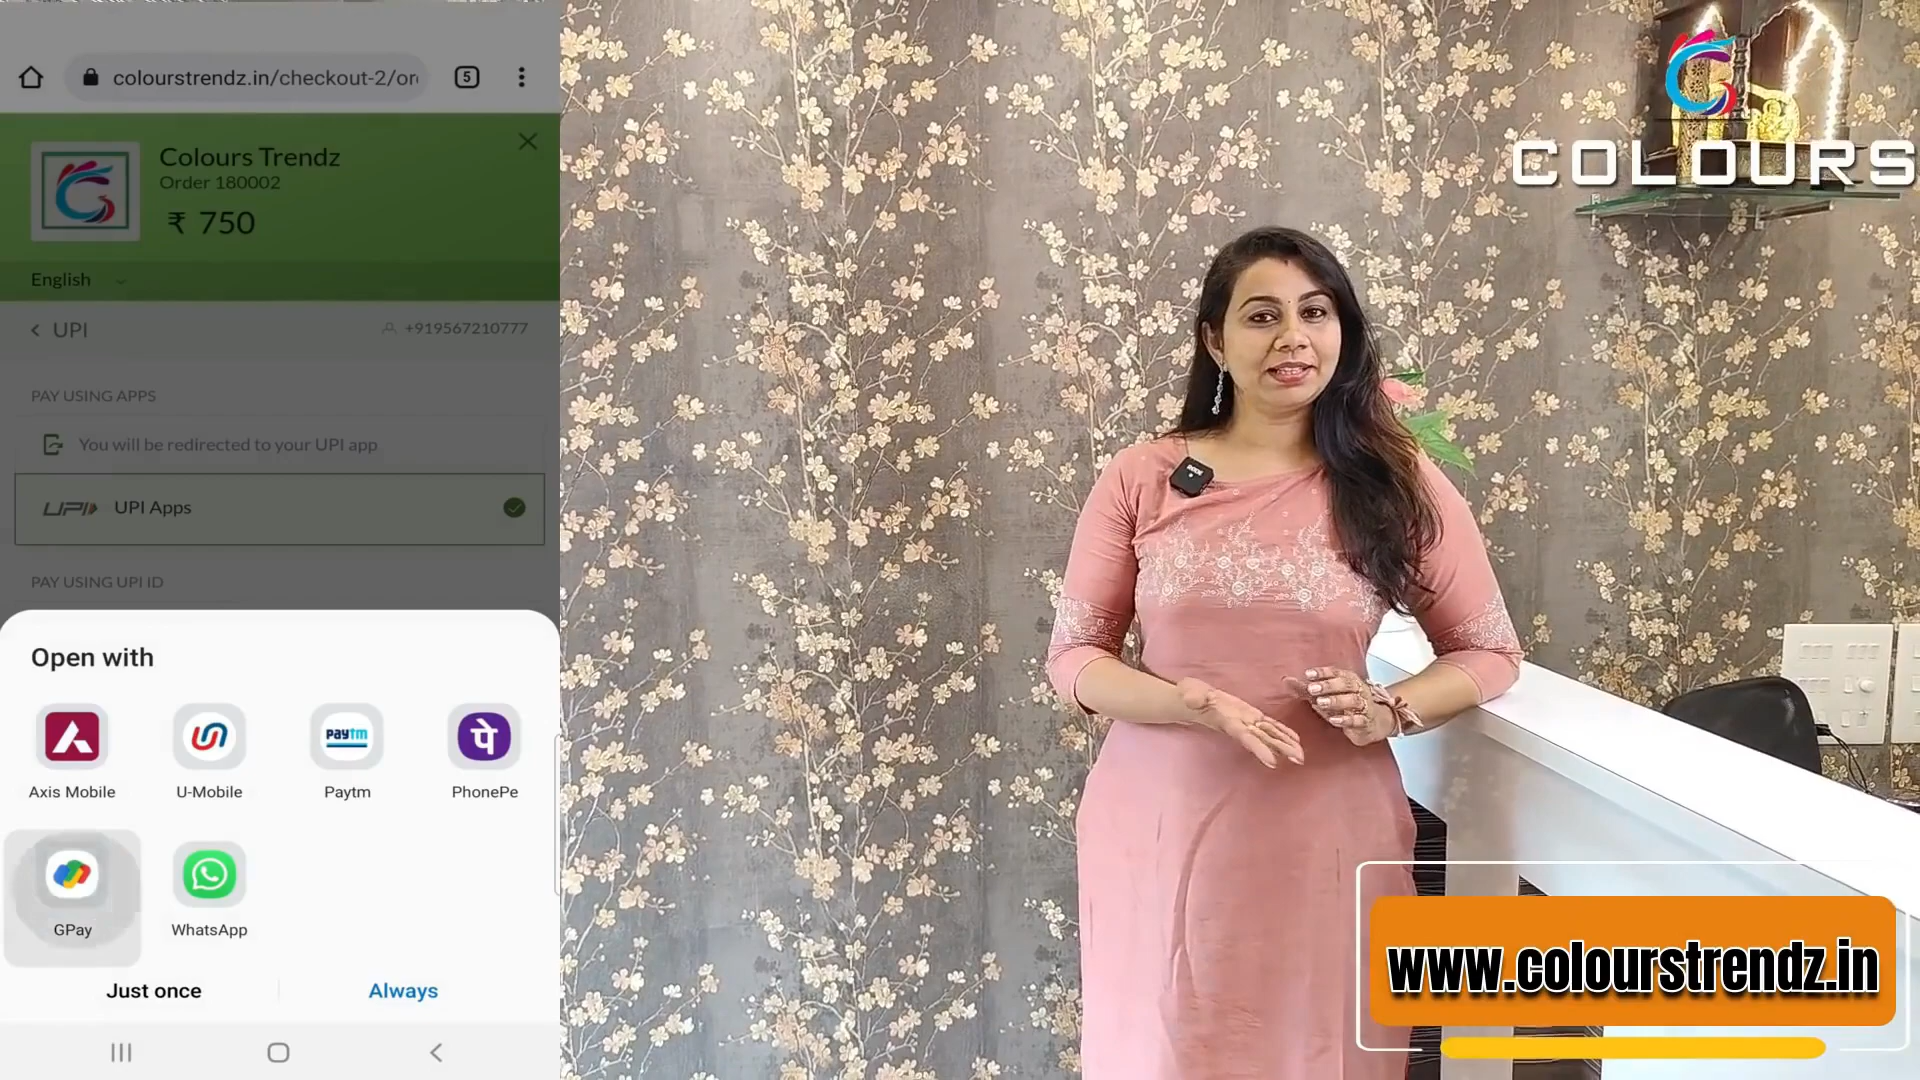 5
colourstrendz.in/checkout-2/or
Colours Trendz
Order 180002
₹ 750
English
UPI
+919567210777
PAY USING APPS
You will be redirected to your UPI app
UPI UPI Apps
PAY USING UPI ID
Open with
Axis Mobile
U-Mobile
paytm
Paytm
पे
PhonePe
GPay
WhatsApp
Just once
Always
COLOURS
RODE
www.colourstrendz.in